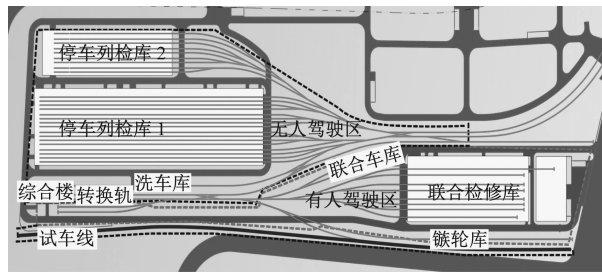 停车列检库 2
停车列检库 1
无人驾驶区
联合车库
洗车库
综合楼
转换轨
有人驾驶区
联合检修库
试车线
镟轮库